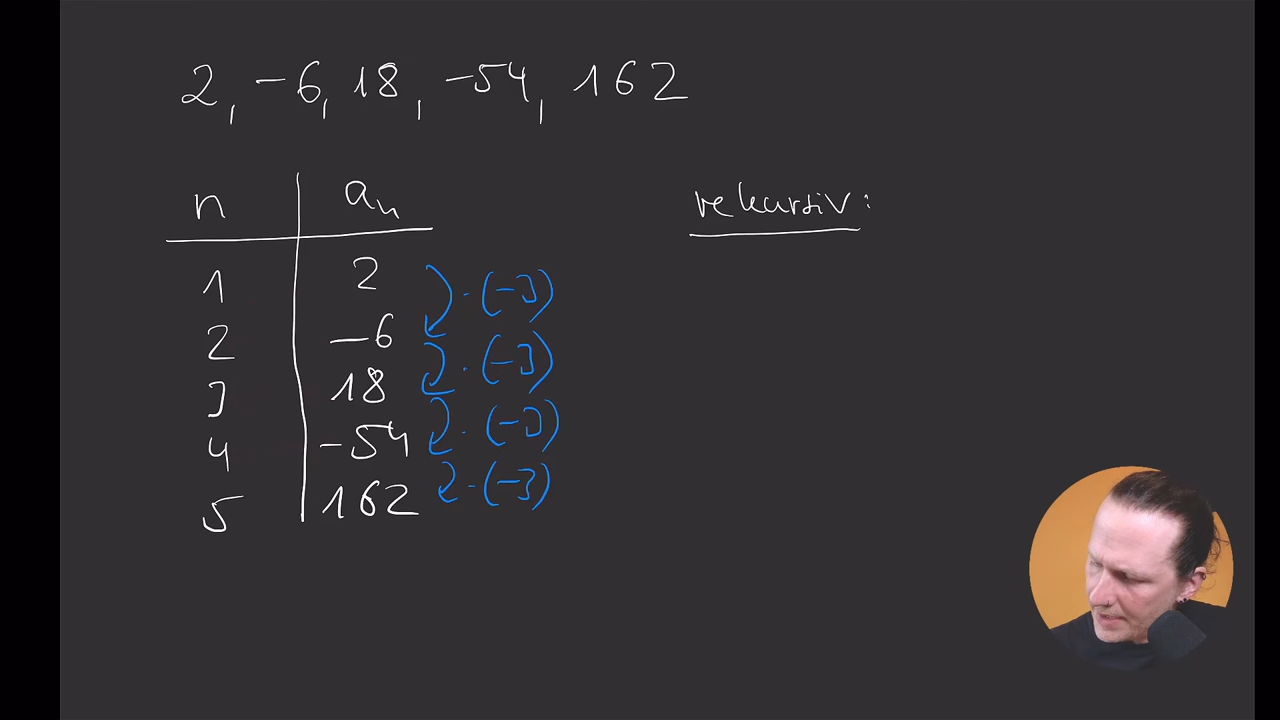 2, -6, 18, -54, 162
n aₙ rekursiv:
1 2 · (-3)
2 -6 · (-3)
3 18 · (-3)
4 -54 · (-3)
5 162